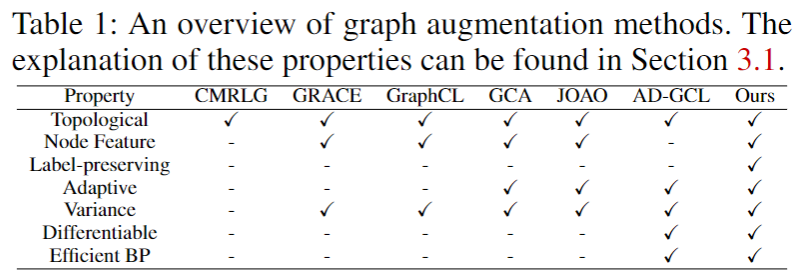 Table 1: An overview of graph augmentation methods. The
explanation of these properties can be found in Section 3.1.
Property CMRLG GRACE GraphCL GCA JOAO AD-GCL Ours
Topological ✓ ✓ ✓ ✓ ✓ ✓ ✓
Node Feature - ✓ ✓ ✓ ✓ - ✓
Label-preserving - - - - - - ✓
Adaptive - - - ✓ ✓ ✓ ✓
Variance - ✓ ✓ ✓ ✓ ✓ ✓
Differentiable - - - - - ✓ ✓
Efficient BP - - - - - ✓ ✓